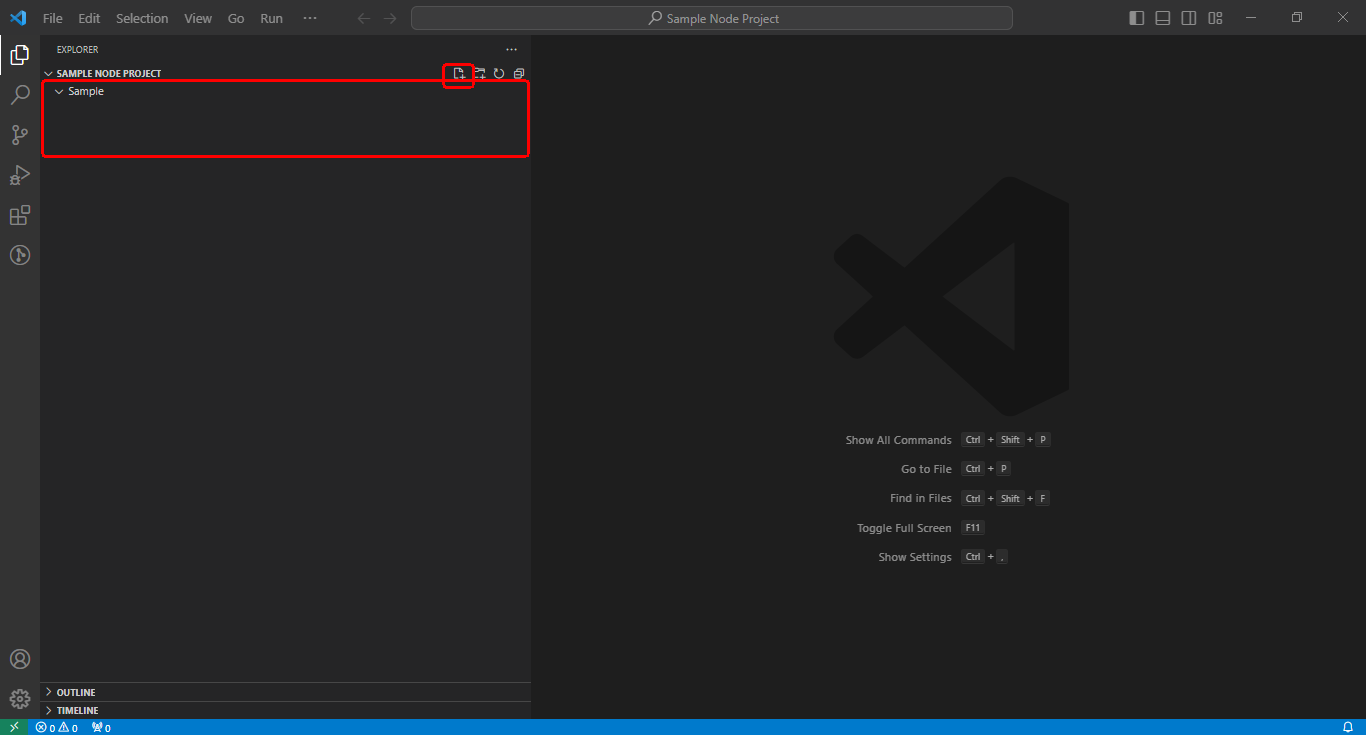 File Edit Selection View Go Run ···
Sample Node Project
EXPLORER
SAMPLE NODE PROJECT
Sample
Show All Commands Ctrl + Shift + P
Go to File Ctrl + P
Find in Files Ctrl + Shift + F
Toggle Full Screen F11
Show Settings Ctrl + ,
OUTLINE
TIMELINE
0 0 0